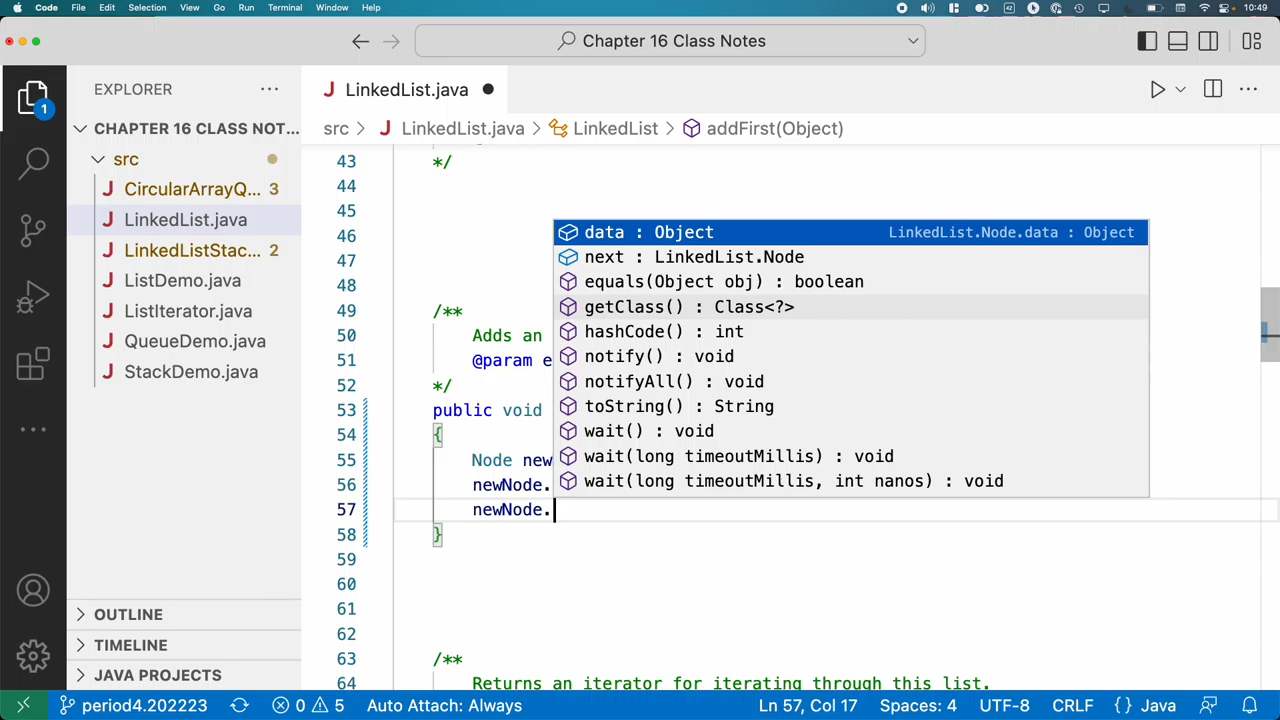 Code File Edit Selection View Go Run Terminal Window Help 10:49
Chapter 16 Class Notes
1
EXPLORER
CHAPTER 16 CLASS NOT...
src
CircularArrayQ... 3
LinkedList.java
LinkedListStac... 2
ListDemo.java
ListIterator.java
QueueDemo.java
StackDemo.java
OUTLINE
TIMELINE
JAVA PROJECTS
LinkedList.java
src LinkedList.java LinkedList addFirst(Object)
43 */
44
45
46
47
48
49 /**
50 Adds an
51 @param e
52 */
53 public void
54 {
55 Node new
56 newNode.
57 newNode.
58 }
59
60
61
62
63 /**
64 Returns an iterator for iterating through this list.
data : Object LinkedList.Node.data : Object
next : LinkedList.Node
equals(Object obj) : boolean
getClass() : Class<?>
hashCode() : int
notify() : void
notifyAll() : void
toString() : String
wait() : void
wait(long timeoutMillis) : void
wait(long timeoutMillis, int nanos) : void
period4.202223 0 5 Auto Attach: Always Ln 57, Col 17 Spaces: 4 UTF-8 CRLF {} Java